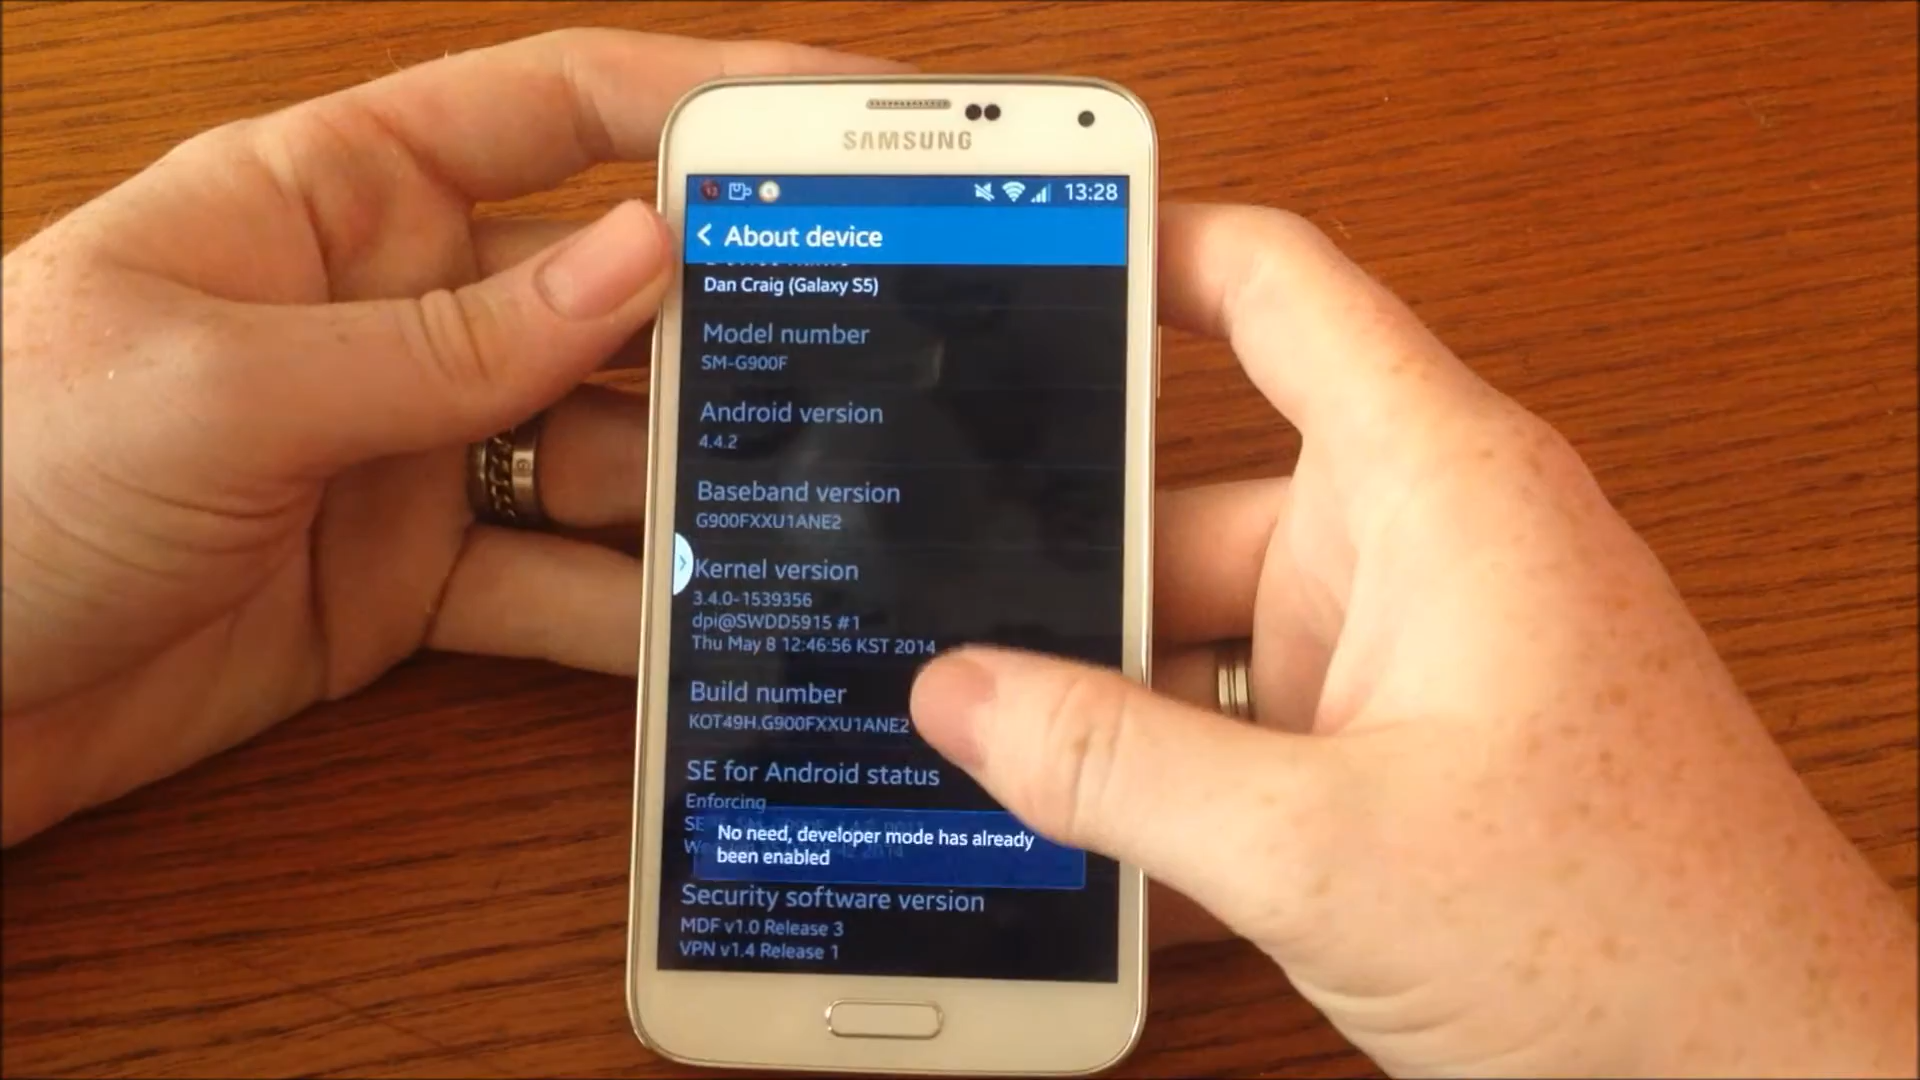 SAMSUNG
13:28
About device
Dan Craig (Galaxy S5)
Model number
SM-G900F
Android version
4.4.2
Baseband version
G900FXXU1ANE2
Kernel version
3.4.0-1539356
dpi@SWDD5915 #1
Thu May 8 12:46:56 KST 2014
Build number
KOT49H.G900FXXU1ANE2
SE for Android status
Enforcing
No need, developer mode has already
been enabled
Security software version
MDF v1.0 Release 3
VPN v1.4 Release 1